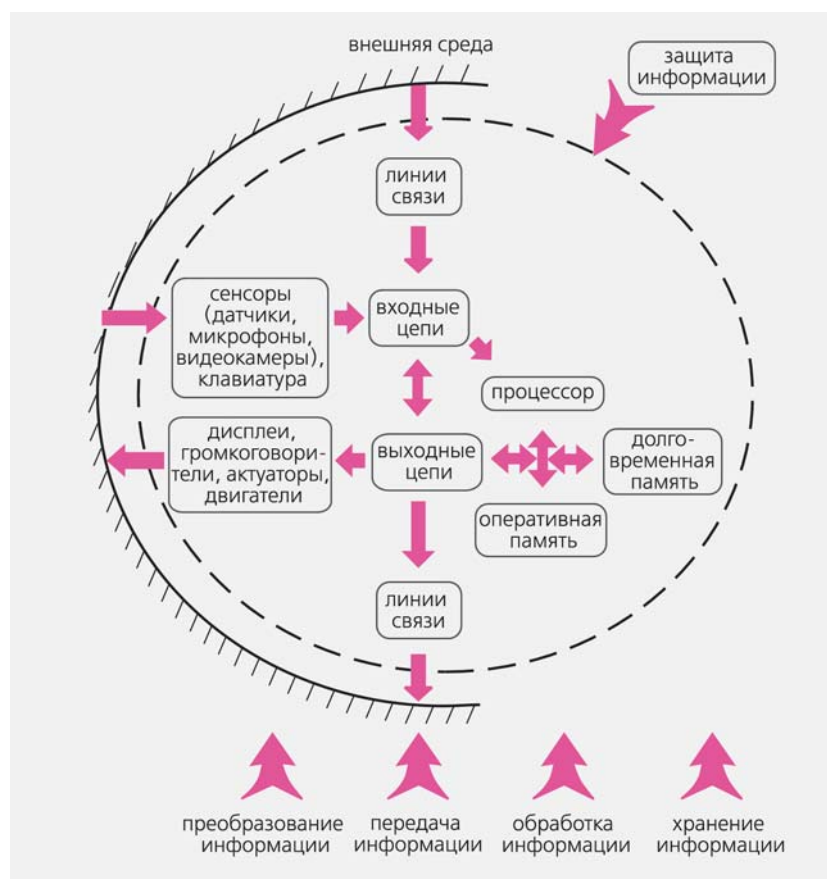 внешняя среда
защита
информации
линии
связи
сенсоры
(датчики,
микрофоны,
видеокамеры),
клавиатура
входные
цепи
процессор
дисплеи,
громкоговори-
тели, актуаторы,
двигатели
выходные
цепи
долго-
временная
память
оперативная
память
линии
связи
преобразование
информации
передача
информации
обработка
информации
хранение
информации